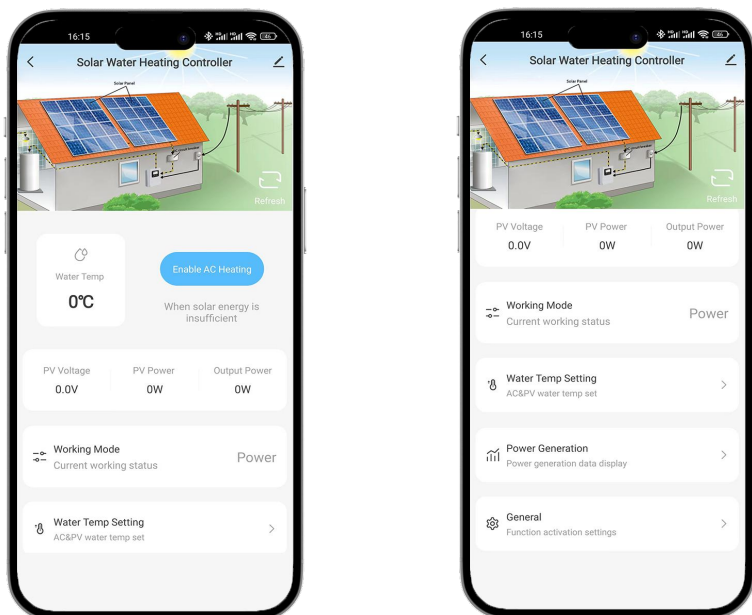 16:15
Solar Water Heating Controller
Solar Panel
Refresh
Water Temp
0℃
Enable AC Heating
When solar energy is
insufficient
PV Voltage PV Power Output Power
0.0V 0W 0W
Working Mode
Current working status
Power
Water Temp Setting
AC&PV water temp set
16:15
Solar Water Heating Controller
Solar Panel
Refresh
PV Voltage PV Power Output Power
0.0V 0W 0W
Working Mode
Current working status
Power
Water Temp Setting
AC&PV water temp set
Power Generation
Power generation data display
General
Function activation settings